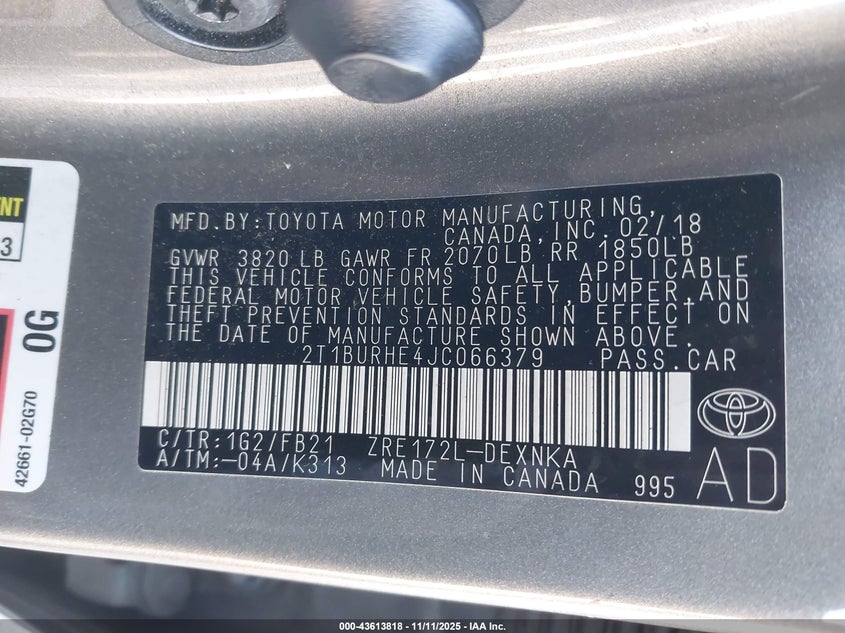 MFD.BY:TOYOTA MOTOR MANUFACTURING,
CANADA,INC. 02/18
GVWR 3820 LB GAWR FR 2070LB RR 1850LB
THIS VEHICLE CONFORMS TO ALL APPLICABLE
FEDERAL MOTOR VEHICLE SAFETY,BUMPER,AND
THEFT PREVENTION STANDARDS IN EFFECT ON
THE DATE OF MANUFACTURE SHOWN ABOVE.
2T1BURHE4JC066379 PASS.CAR
C/TR:1G2/FB21 ZRE172L-DEXNKA
A/TM:-04A/K313 MADE IN CANADA 995
AD
0G
42661-02G70
3
000-43613818 - 11/11/2025 - IAA Inc.